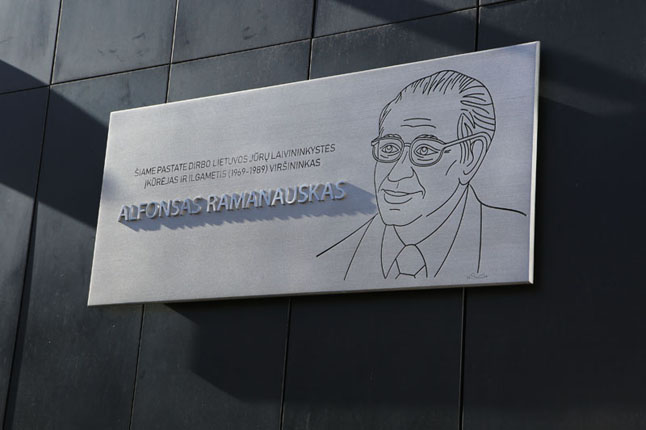 ŠIAME PASTATE DIRBO LIETUVOS JŪRŲ LAIVININKYSTĖS
ĮKŪRĖJAS IR ILGAMETIS (1969-1989) VIRŠININKAS
ALFONSAS RAMANAUSKAS